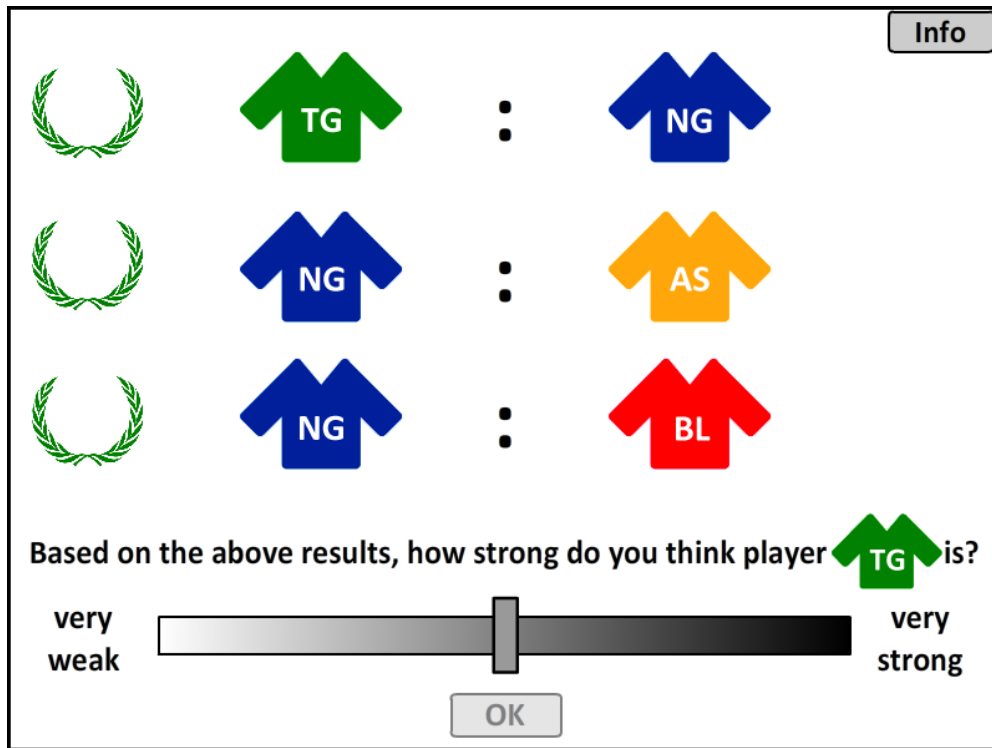 Info
TG : NG
NG : AS
NG : BL
Based on the above results, how strong do you think player TG is?
very weak
very strong
OK